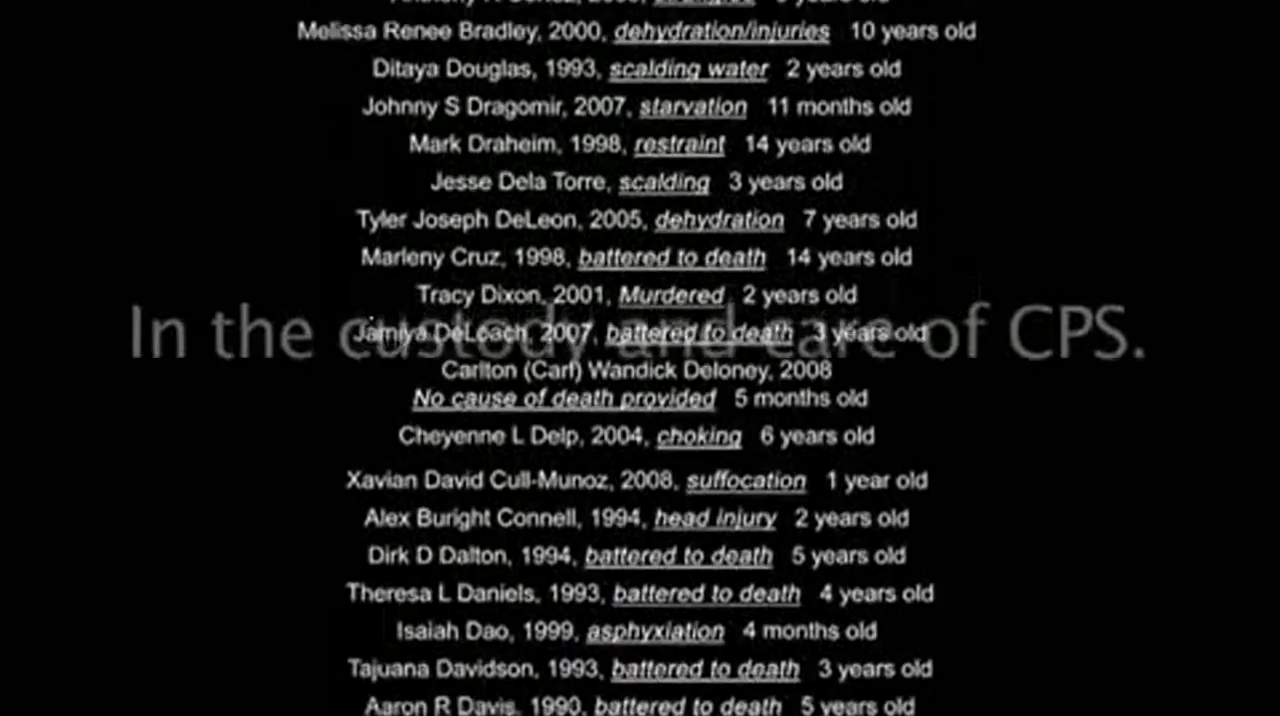 Melissa Renee Bradley, 2000, dehydration/injuries 10 years old
Ditaya Douglas, 1993, scalding water 2 years old
Johnny S Dragomir, 2007, starvation 11 months old
Mark Draheim, 1998, restraint 14 years old
Jesse Dela Torre, scalding 3 years old
Tyler Joseph DeLeon, 2005, dehydration 7 years old
Marleny Cruz, 1998, battered to death 14 years old
Tracy Dixon, 2001, Murdered 2 years old
In the custody and care of CPS.
Jamiya DeLoach, 2007, battered to death 3 years old
Carlton (Carl) Wandick Deloney, 2008
No cause of death provided 5 months old
Cheyenne L Delp, 2004, choking 6 years old
Xavian David Cull-Munoz, 2008, suffocation 1 year old
Alex Buright Connell, 1994, head injury 2 years old
Dirk D Dalton, 1994, battered to death 5 years old
Theresa L Daniels, 1993, battered to death 4 years old
Isaiah Dao, 1999, asphyxiation 4 months old
Tajuana Davidson, 1993, battered to death 3 years old
Aaron R Davis, 1990, battered to death 5 years old